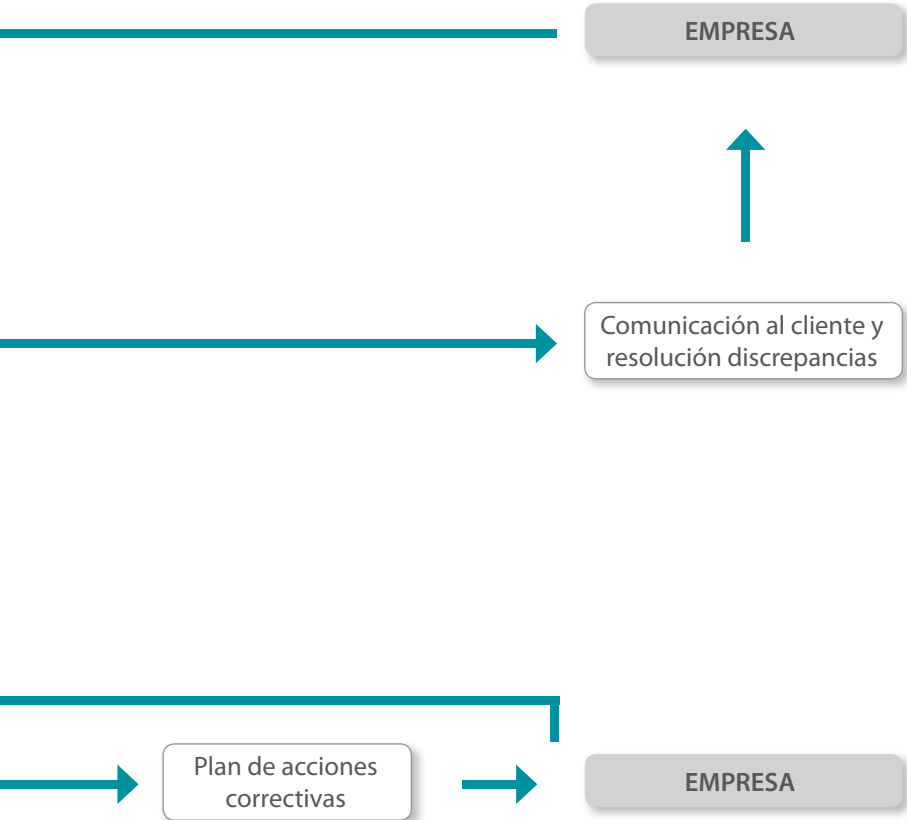 EMPRESA
Comunicación al cliente y
resolución discrepancias
Plan de acciones
correctivas
EMPRESA